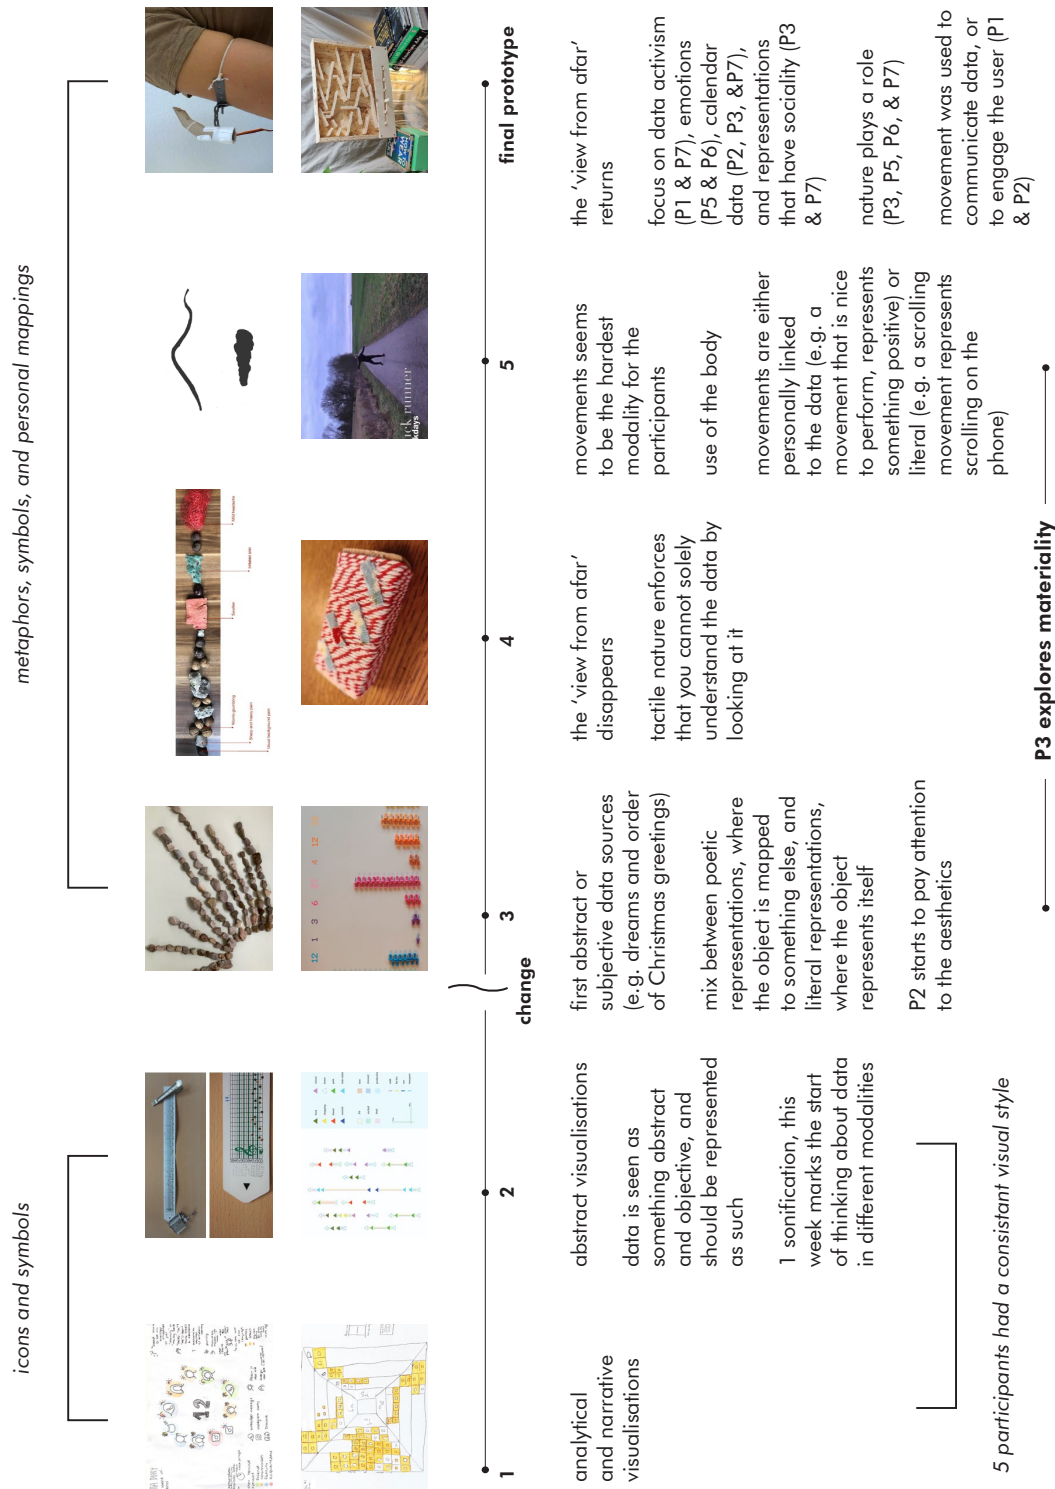 icons and symbols
metaphors, symbols, and personal mappings
12
12 1 3 6 4 12
uck runner
kdays
1
2
change
3
4
5
final prototype
analytical
and narrative
visualisations
abstract visualisations
data is seen as
something abstract
and objective, and
should be represented
as such
1 sonification, this
week marks the start
of thinking about data
in different modalities
first abstract or
subjective data sources
(e.g. dreams and order
of Christmas greetings)
mix between poetic
representations, where
the object is mapped
to something else, and
literal representations,
where the object
represents itself
P2 starts to pay attention
to the aesthetics
the ‘view from afar’
disappears
tactile nature enforces
that you cannot solely
understand the data by
looking at it
movements seems
to be the hardest
modality for the
participants
use of the body
movements are either
personally linked
to the data (e.g. a
movement that is nice
to perform, represents
something positive) or
literal (e.g. a scrolling
movement represents
scrolling on the
phone)
the ‘view from afar’
returns
focus on data activism
(P1 & P7), emotions
(P5 & P6), calendar
data (P2, P3, &P7),
and representations
that have sociality (P3
& P7)
nature plays a role
(P3, P5, P6, & P7)
movement was used to
communicate data, or
to engage the user (P1
& P2)
5 participants had a consistant visual style
P3 explores materiality